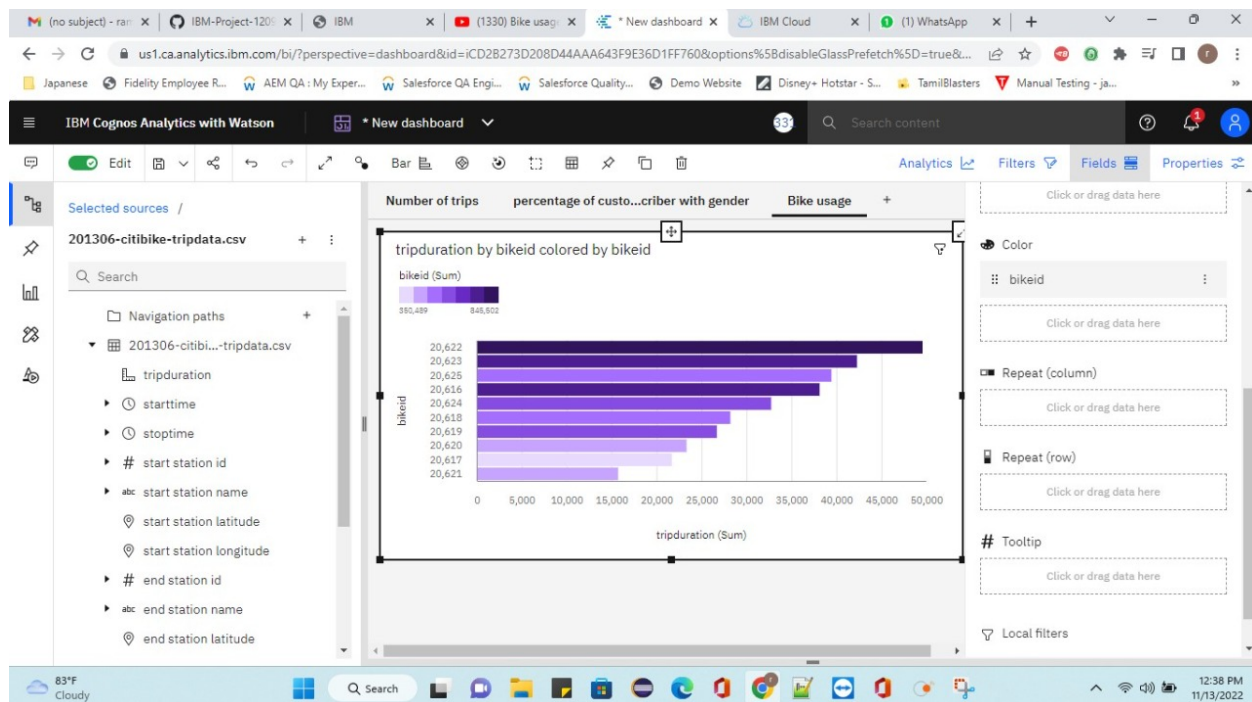 (no subject) - ran
IBM-Project-1209
IBM
(1330) Bike usag
* New dashboard
IBM Cloud
(1) WhatsApp
us1.ca.analytics.ibm.com/bi/?perspective=dashboard&id=iCD2B273D208D44AAA643F9E36D1FF760&options%5BdisableGlassPrefetch%5D=true&...
Japanese
Fidelity Employee R...
AEM QA : My Exper...
Salesforce QA Engi...
Salesforce Quality...
Demo Website
Disney+ Hotstar - S...
TamilBlasters
Manual Testing - ja...
IBM Cognos Analytics with Watson
* New dashboard
Search content
1
Edit
Bar
Analytics
Filters
Fields
Properties
Selected sources /
201306-citibike-tripdata.csv
Search
Navigation paths
201306-citibi...-tripdata.csv
tripduration
starttime
stoptime
# start station id
abc start station name
start station latitude
start station longitude
# end station id
abc end station name
end station latitude
Number of trips
percentage of custo...criber with gender
Bike usage
tripduration by bikeid colored by bikeid
bikeid (Sum)
350,489
845,502
bikeid
20,622
20,623
20,625
20,616
20,624
20,618
20,619
20,620
20,617
20,621
0 5,000 10,000 15,000 20,000 25,000 30,000 35,000 40,000 45,000 50,000
tripduration (Sum)
Click or drag data here
Color
bikeid
Click or drag data here
Repeat (column)
Click or drag data here
Repeat (row)
Click or drag data here
# Tooltip
Click or drag data here
Local filters
83°F
Cloudy
Search
12:38 PM
11/13/2022